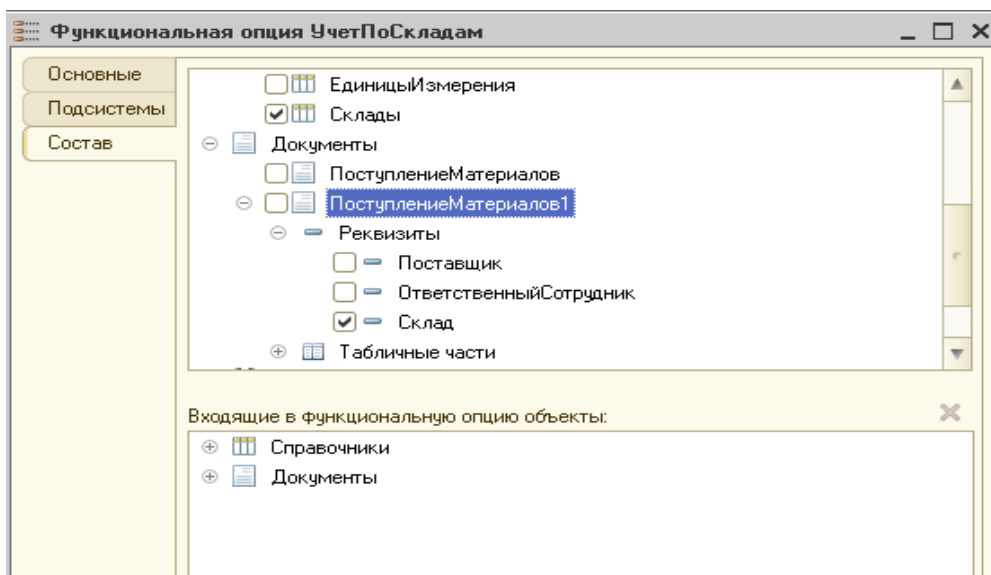 Функциональная опция УчетПоСкладам
Основные
Подсистемы
Состав
ЕдиницыИзмерения
Склады
Документы
ПоступлениеМатериалов
ПоступлениеМатериалов1
Реквизиты
Поставщик
ОтветственныйСотрудник
Склад
Табличные части
Входящие в функциональную опцию объекты:
Справочники
Документы